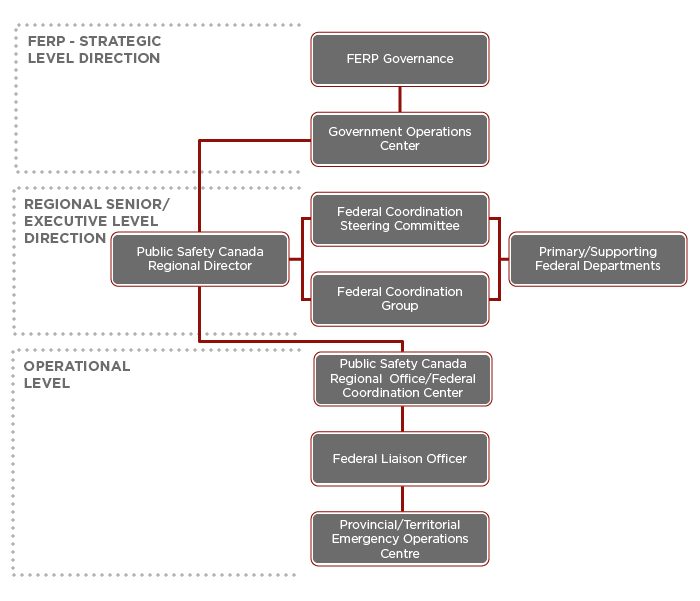 FERP - STRATEGIC
LEVEL DIRECTION
FERP Governance
Government Operations
Center
REGIONAL SENIOR/
EXECUTIVE LEVEL
DIRECTION
Public Safety Canada
Regional Director
Federal Coordination
Steering Committee
Federal Coordination
Group
Primary/Supporting
Federal Departments
OPERATIONAL
LEVEL
Public Safety Canada
Regional Office/Federal
Coordination Center
Federal Liaison Officer
Provincial/Territorial
Emergency Operations
Centre